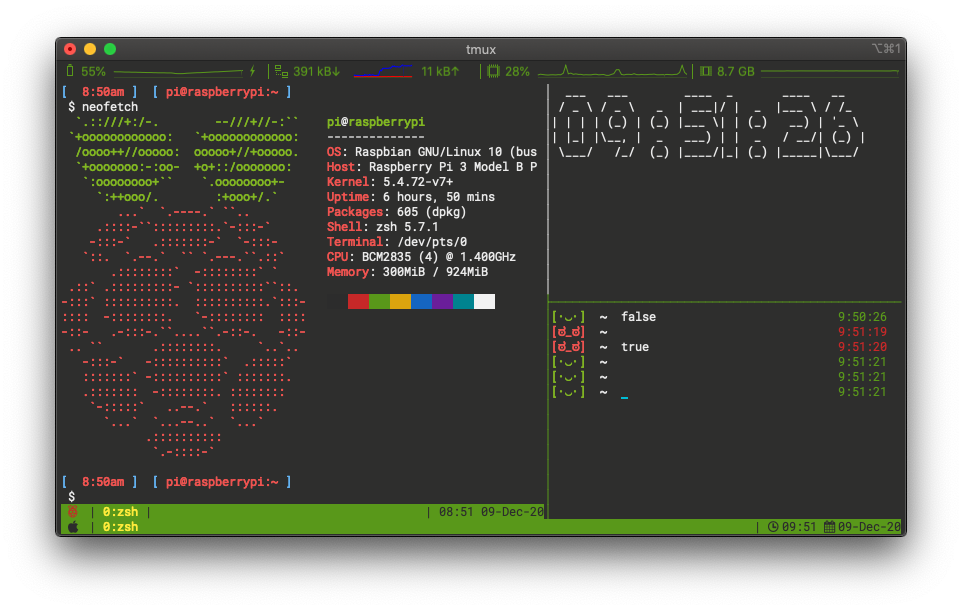 tmux
⌥⌘1
55% 391 kB↓ 11 kB↑ 28% 8.7 GB
[ 8:50am ] [ pi@raspberrypi:~ ]
$ neofetch
pi@raspberrypi
--------------
OS: Raspbian GNU/Linux 10 (bus
Host: Raspberry Pi 3 Model B P
Kernel: 5.4.72-v7+
Uptime: 6 hours, 50 mins
Packages: 605 (dpkg)
Shell: zsh 5.7.1
Terminal: /dev/pts/0
CPU: BCM2835 (4) @ 1.400GHz
Memory: 300MiB / 924MiB
[ 8:50am ] [ pi@raspberrypi:~ ]
$
| 0:zsh | | 08:51 09-Dec-20
09:51:26
[·ᴗ·] ~ false 9:50:26
[ಠ_ಠ] ~ 9:51:19
[ಠ_ಠ] ~ true 9:51:20
[·ᴗ·] ~ 9:51:21
[·ᴗ·] ~ 9:51:21
[·ᴗ·] ~ _ 9:51:21
| 0:zsh | 09:51 09-Dec-20